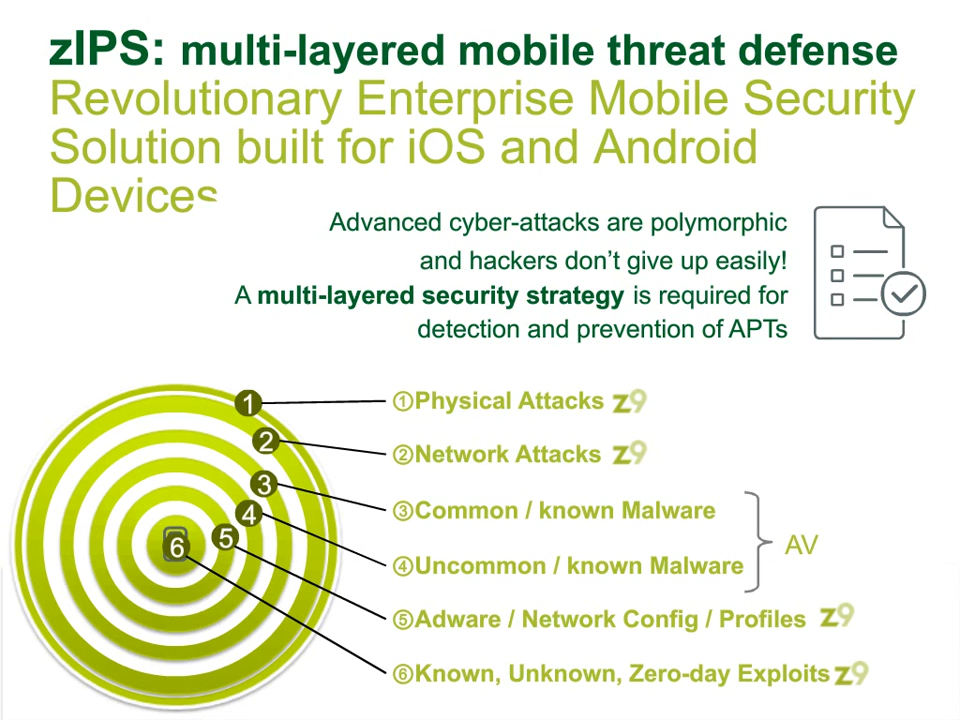 zIPS: multi-layered mobile threat defense
Revolutionary Enterprise Mobile Security
Solution built for iOS and Android
Devices
Advanced cyber-attacks are polymorphic
and hackers don’t give up easily!
A multi-layered security strategy is required for
detection and prevention of APTs
1
①Physical Attacks z9
2
②Network Attacks z9
3
③Common / known Malware
4
④Uncommon / known Malware
AV
5
⑤Adware / Network Config / Profiles z9
6
⑥Known, Unknown, Zero-day Exploits z9